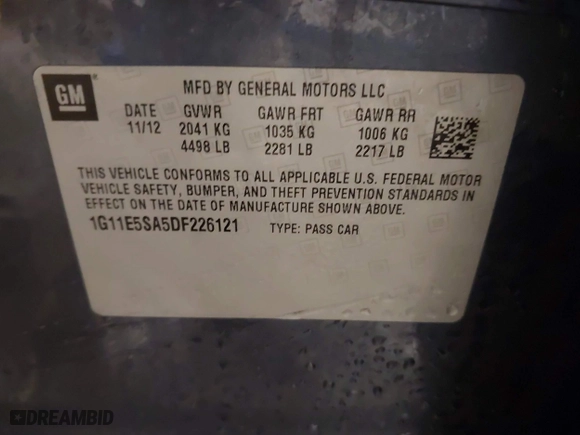 GM
MFD BY GENERAL MOTORS LLC
DATE GVWR GAWR FRT GAWR RR
11/12 2041 KG 1035 KG 1006 KG
4498 LB 2281 LB 2217 LB
THIS VEHICLE CONFORMS TO ALL APPLICABLE U.S. FEDERAL MOTOR
VEHICLE SAFETY, BUMPER, AND THEFT PREVENTION STANDARDS IN
EFFECT ON THE DATE OF MANUFACTURE SHOWN ABOVE.
1G11E5SA5DF226121 TYPE: PASS CAR
DREAMBID